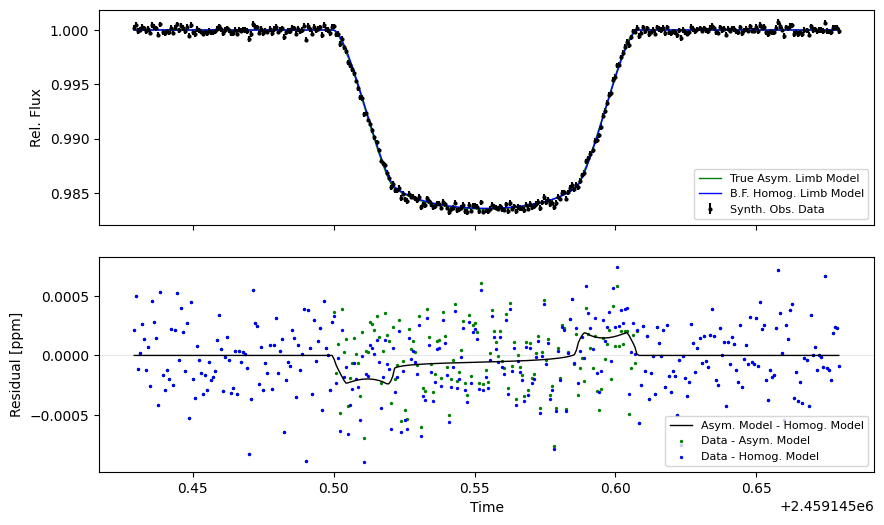 1.000
0.995
0.990
0.985
Rel. Flux
True Asym. Limb Model
B.F. Homog. Limb Model
Synth. Obs. Data
0.0005
0.0000
−0.0005
Residual [ppm]
Asym. Model - Homog. Model
Data - Asym. Model
Data - Homog. Model
0.45
0.50
0.55
0.60
0.65
Time
+2.459145e6